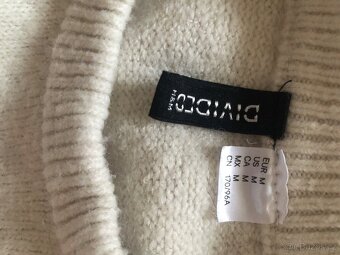 DIVIDED
H&M
EUR M
US M
CA M
MX M
CN 170/96A